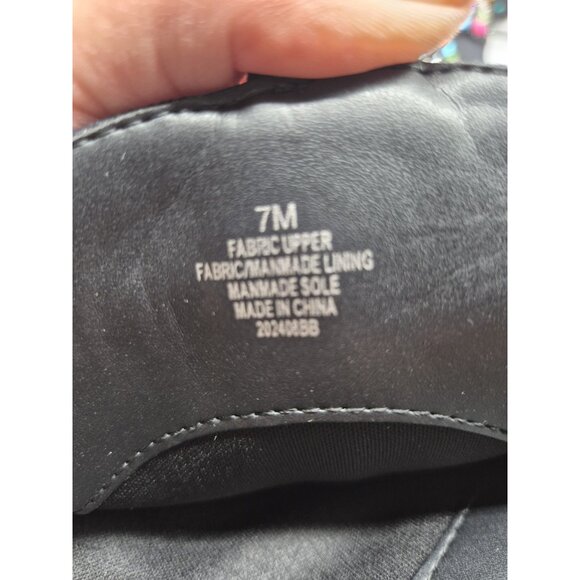 7M
FABRIC UPPER
FABRIC/MANMADE LINING
MANMADE SOLE
MADE IN CHINA
202408BB